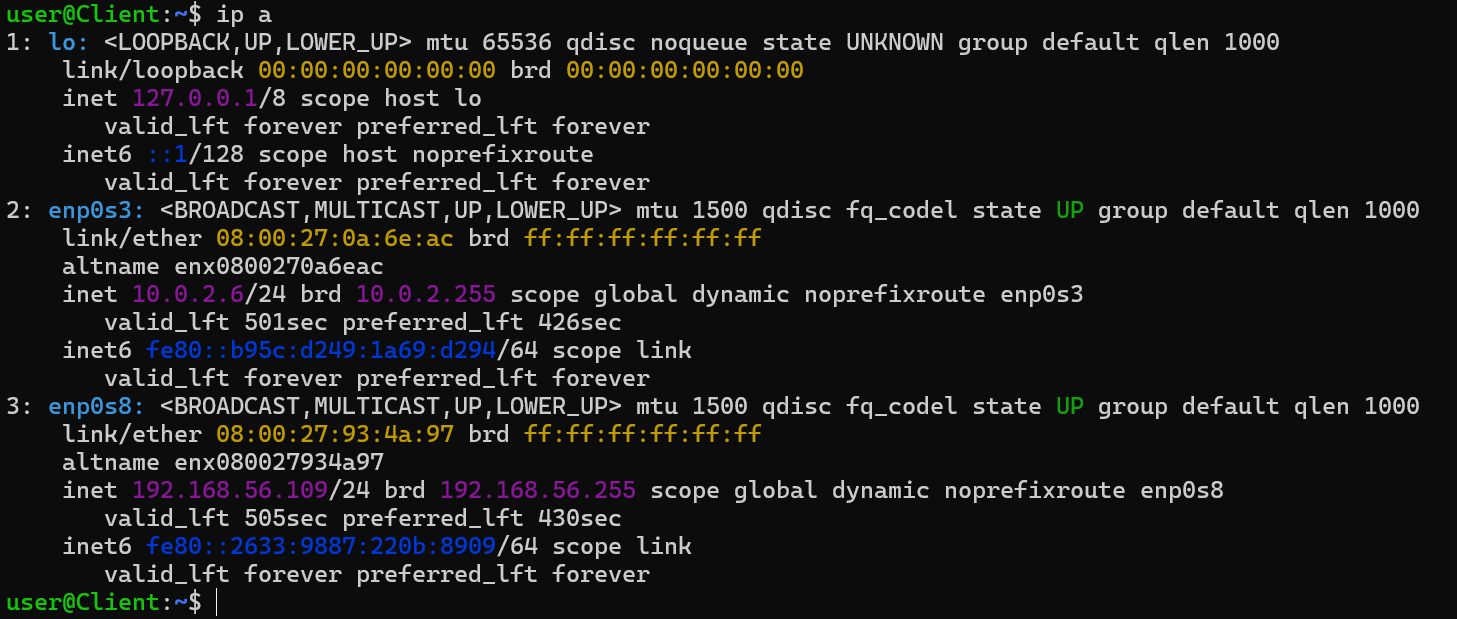 user@Client:~$ ip a
1: lo: <LOOPBACK,UP,LOWER_UP> mtu 65536 qdisc noqueue state UNKNOWN group default qlen 1000
    link/loopback 00:00:00:00:00:00 brd 00:00:00:00:00:00
    inet 127.0.0.1/8 scope host lo
       valid_lft forever preferred_lft forever
    inet6 ::1/128 scope host noprefixroute
       valid_lft forever preferred_lft forever
2: enp0s3: <BROADCAST,MULTICAST,UP,LOWER_UP> mtu 1500 qdisc fq_codel state UP group default qlen 1000
    link/ether 08:00:27:0a:6e:ac brd ff:ff:ff:ff:ff:ff
    altname enx0800270a6eac
    inet 10.0.2.6/24 brd 10.0.2.255 scope global dynamic noprefixroute enp0s3
       valid_lft 501sec preferred_lft 426sec
    inet6 fe80::b95c:d249:1a69:d294/64 scope link
       valid_lft forever preferred_lft forever
3: enp0s8: <BROADCAST,MULTICAST,UP,LOWER_UP> mtu 1500 qdisc fq_codel state UP group default qlen 1000
    link/ether 08:00:27:93:4a:97 brd ff:ff:ff:ff:ff:ff
    altname enx080027934a97
    inet 192.168.56.109/24 brd 192.168.56.255 scope global dynamic noprefixroute enp0s8
       valid_lft 505sec preferred_lft 430sec
    inet6 fe80::2633:9887:220b:8909/64 scope link
       valid_lft forever preferred_lft forever
user@Client:~$